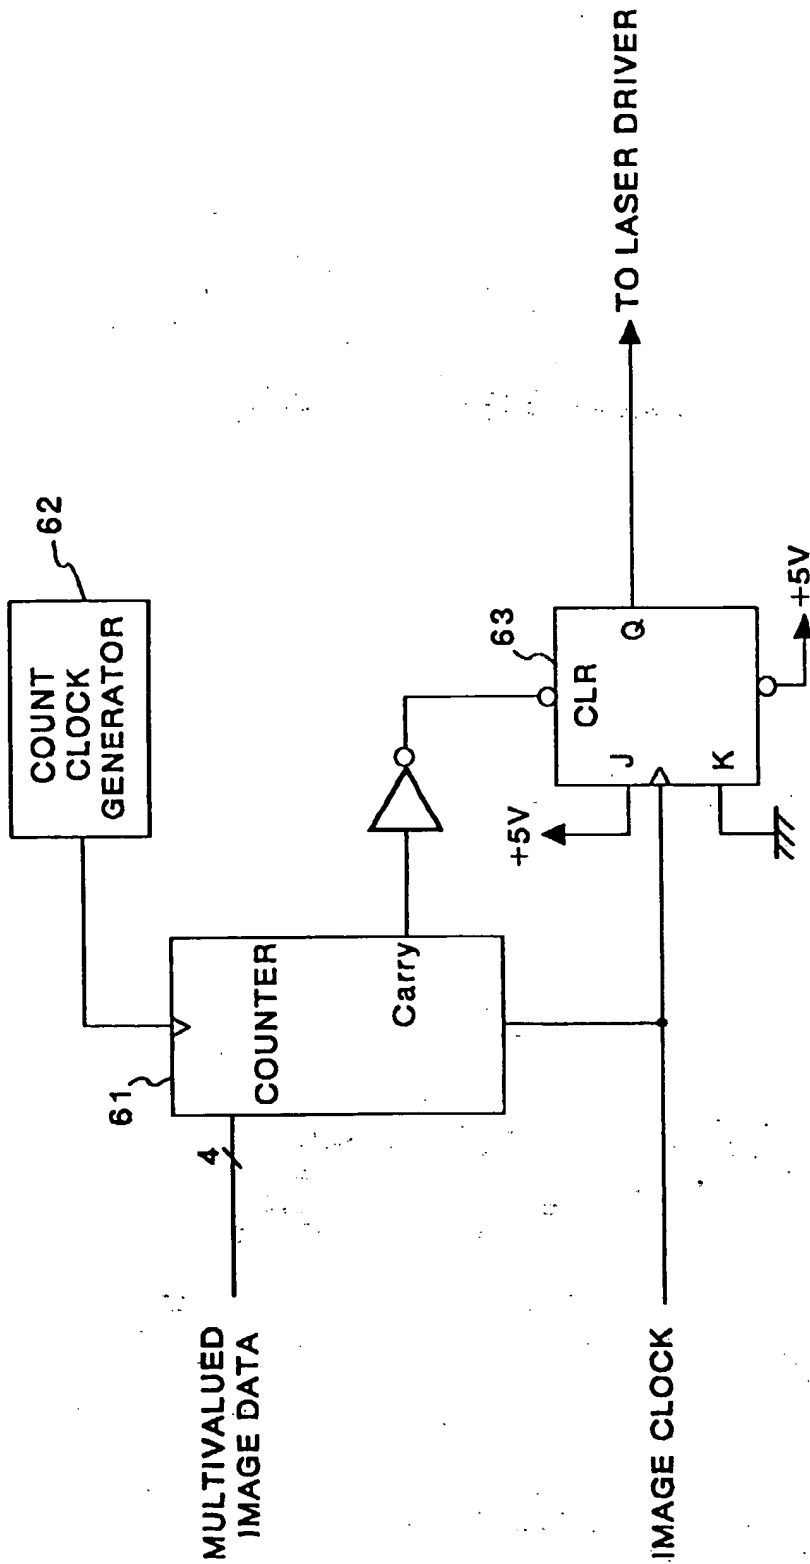 COUNT
CLOCK
GENERATOR
62
61
COUNTER
Carry
4
MULTIVALUED
IMAGE DATA
63
CLR
J
K
Q
+5V
+5V
TO LASER DRIVER
IMAGE CLOCK